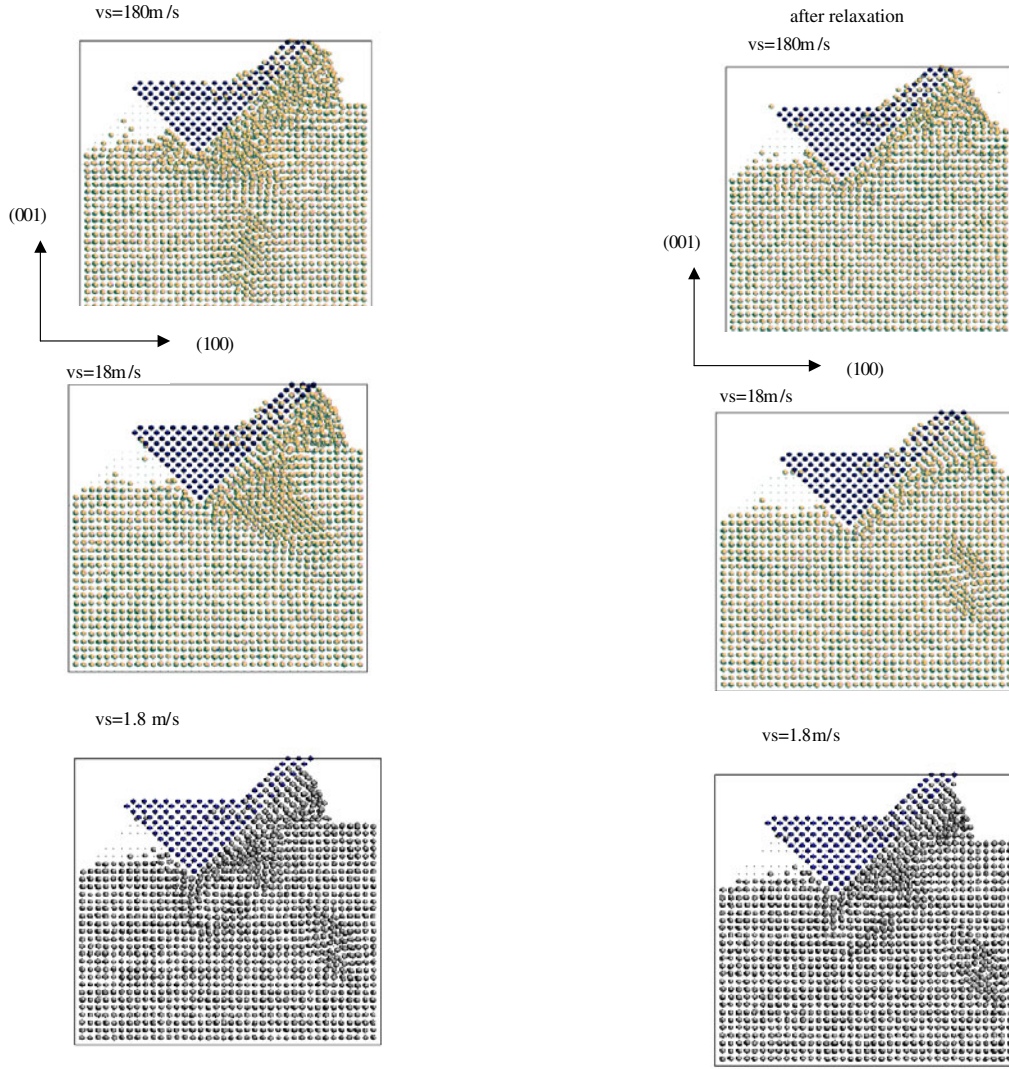 vs=180m/s
after relaxation
vs=180m/s
(001)
(100)
(001)
(100)
vs=18m/s
vs=18m/s
vs=1.8 m/s
vs=1.8m/s